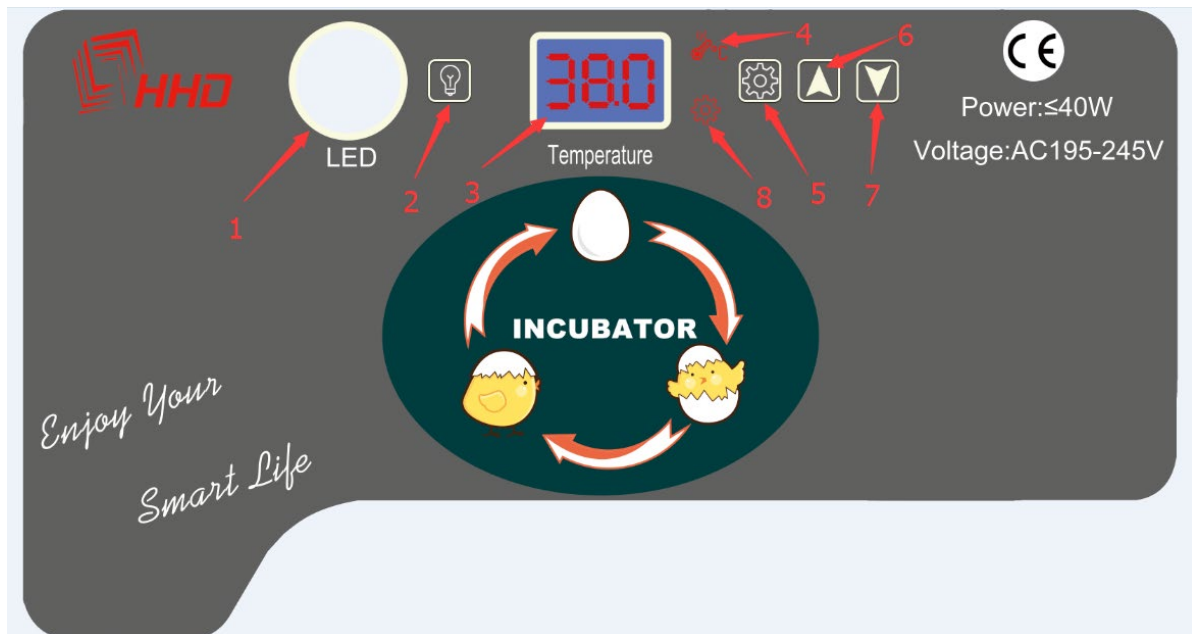 HHD
4
6
CE
38.0
Power:≤40W
Voltage:AC195-245V
LED
Temperature
1
2
3
8
5
7
INCUBATOR
Enjoy Your
Smart Life
°C